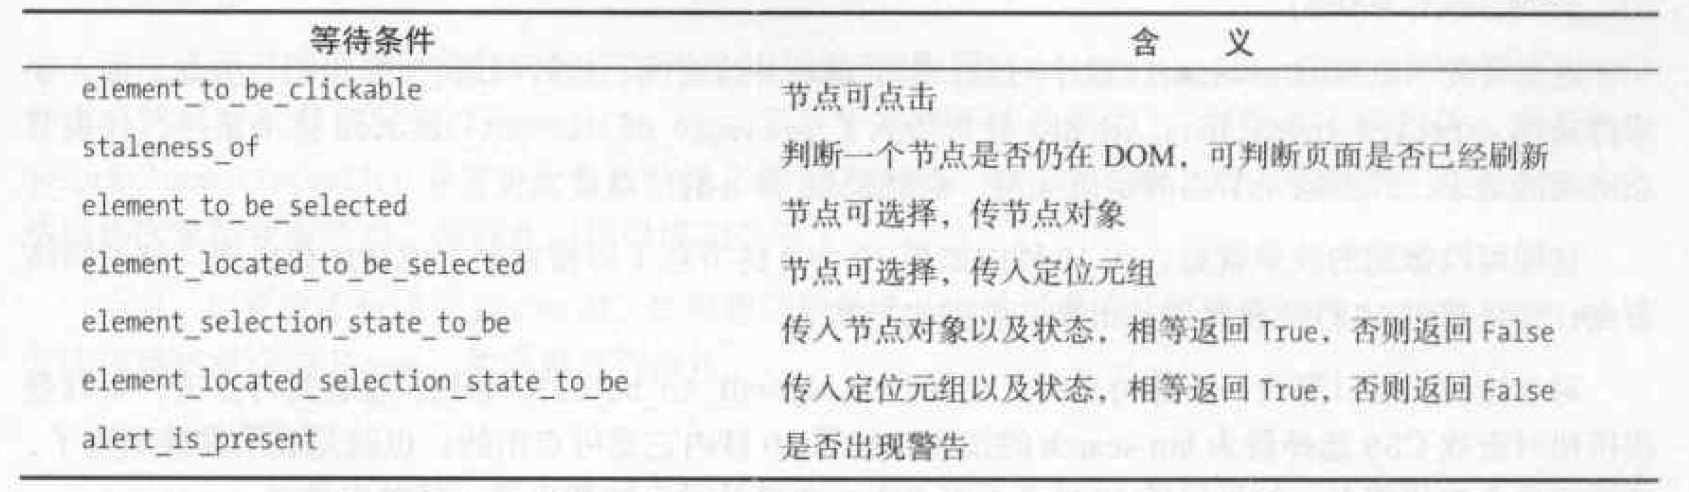 等待条件 含 义
element_to_be_clickable 节点可点击
staleness_of 判断一个节点是否仍在 DOM，可判断页面是否已经刷新
element_to_be_selected 节点可选择，传节点对象
element_located_to_be_selected 节点可选择，传入定位元组
element_selection_state_to_be 传入节点对象以及状态，相等返回 True，否则返回 False
element_located_selection_state_to_be 传入定位元组以及状态，相等返回 True，否则返回 False
alert_is_present 是否出现警告